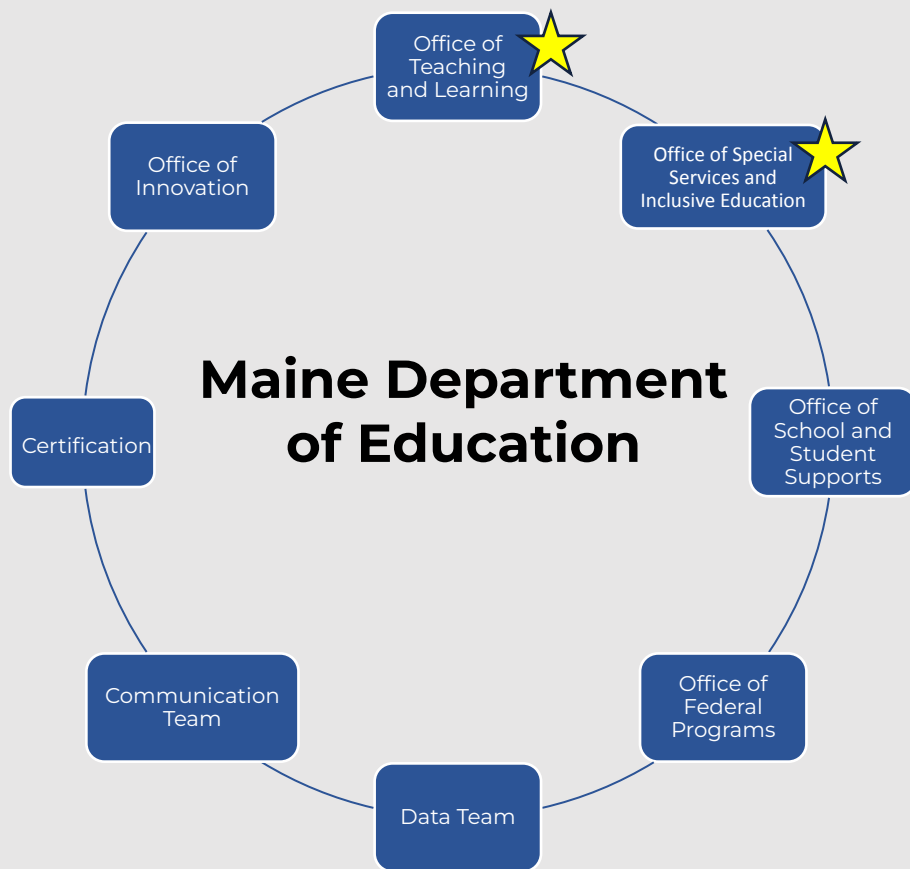 Office of
Teaching
and Learning
Office of Special
Services and
Inclusive Education
Office of
School and
Student
Supports
Office of
Federal
Programs
Data Team
Communication
Team
Certification
Office of
Innovation
Maine Department
of Education